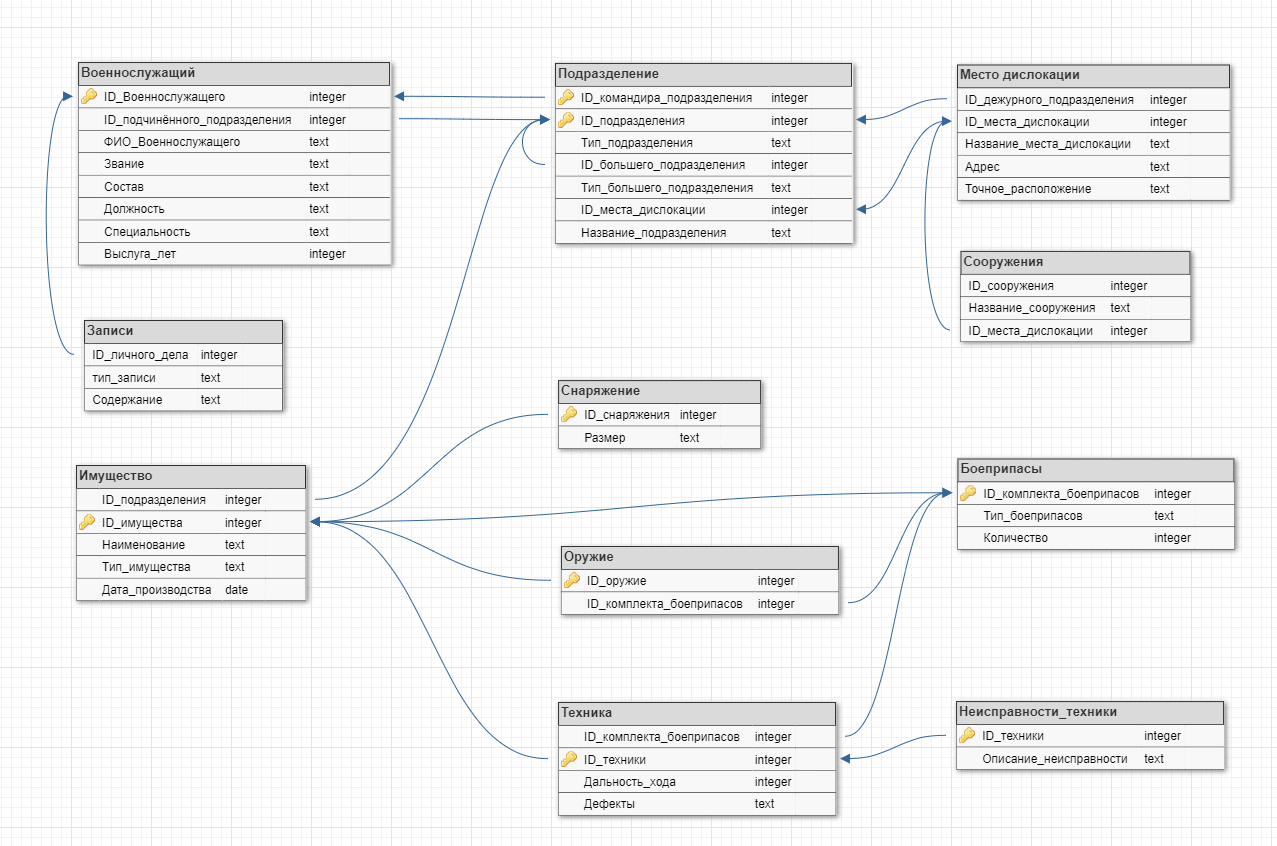 Военнослужащий
ID_Военнослужащего integer
ID_подчинённого_подразделения integer
ФИО_Военнослужащего text
Звание text
Состав text
Должность text
Специальность text
Выслуга_лет integer
Подразделение
ID_командира_подразделения integer
ID_подразделения integer
Тип_подразделения text
ID_большего_подразделения integer
Тип_большего_подразделения text
ID_места_дислокации integer
Название_подразделения text
Место дислокации
ID_дежурного_подразделения integer
ID_места_дислокации integer
Название_места_дислокации text
Адрес text
Точное_расположение text
Сооружения
ID_сооружения integer
Название_сооружения text
ID_места_дислокации integer
Записи
ID_личного_дела integer
тип_записи text
Содержание text
Снаряжение
ID_снаряжения integer
Размер text
Имущество
ID_подразделения integer
ID_имущества integer
Наименование text
Тип_имущества text
Дата_производства date
Боеприпасы
ID_комплекта_боеприпасов integer
Тип_боеприпасов text
Количество integer
Оружие
ID_оружие integer
ID_комплекта_боеприпасов integer
Техника
ID_комплекта_боеприпасов integer
ID_техники integer
Дальность_хода integer
Дефекты text
Неисправности_техники
ID_техники integer
Описание_неисправности text